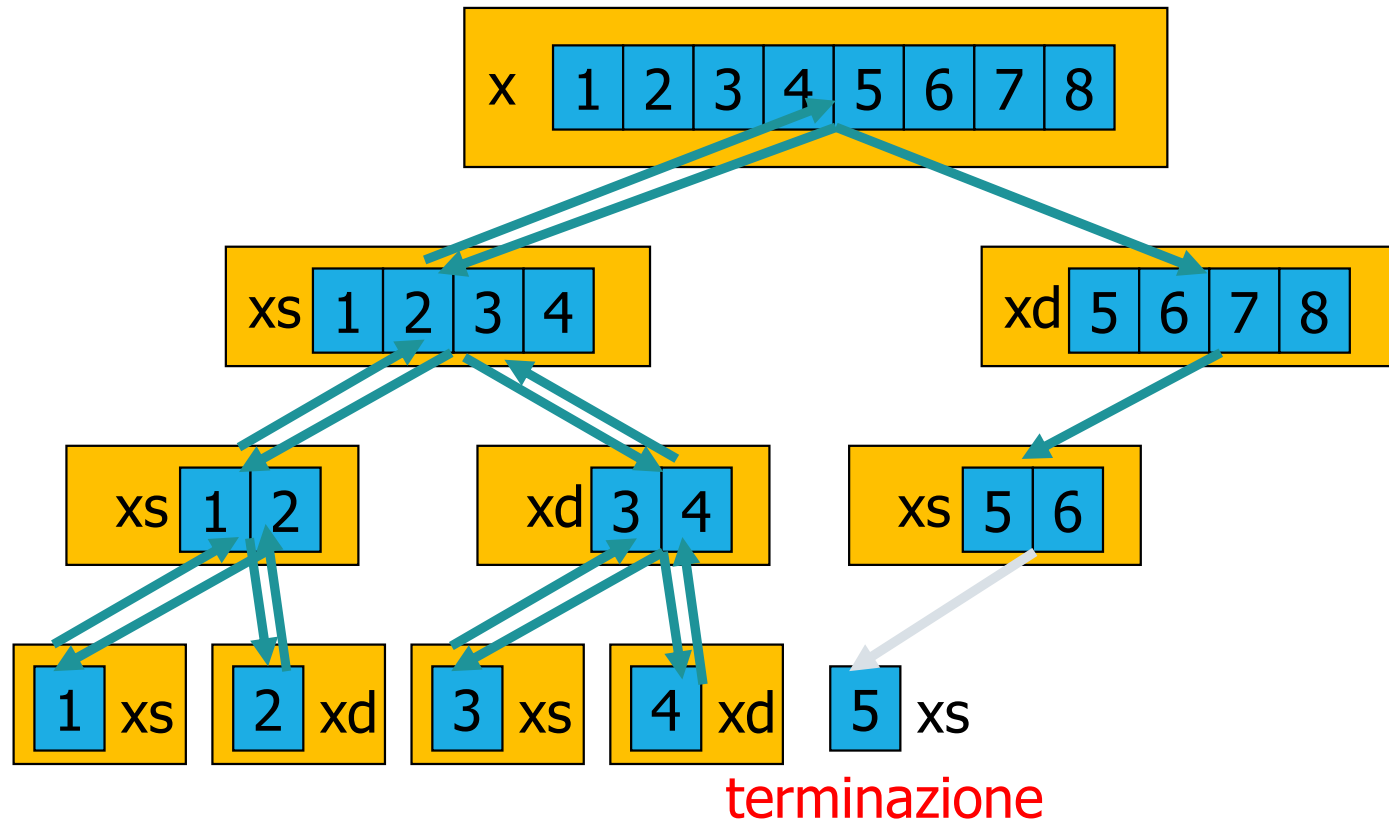 x 1 2 3 4 5 6 7 8
xs 1 2 3 4 xd 5 6 7 8
xs 1 2 xd 3 4 xs 5 6
1 xs 2 xd 3 xs 4 xd 5 xs
terminazione